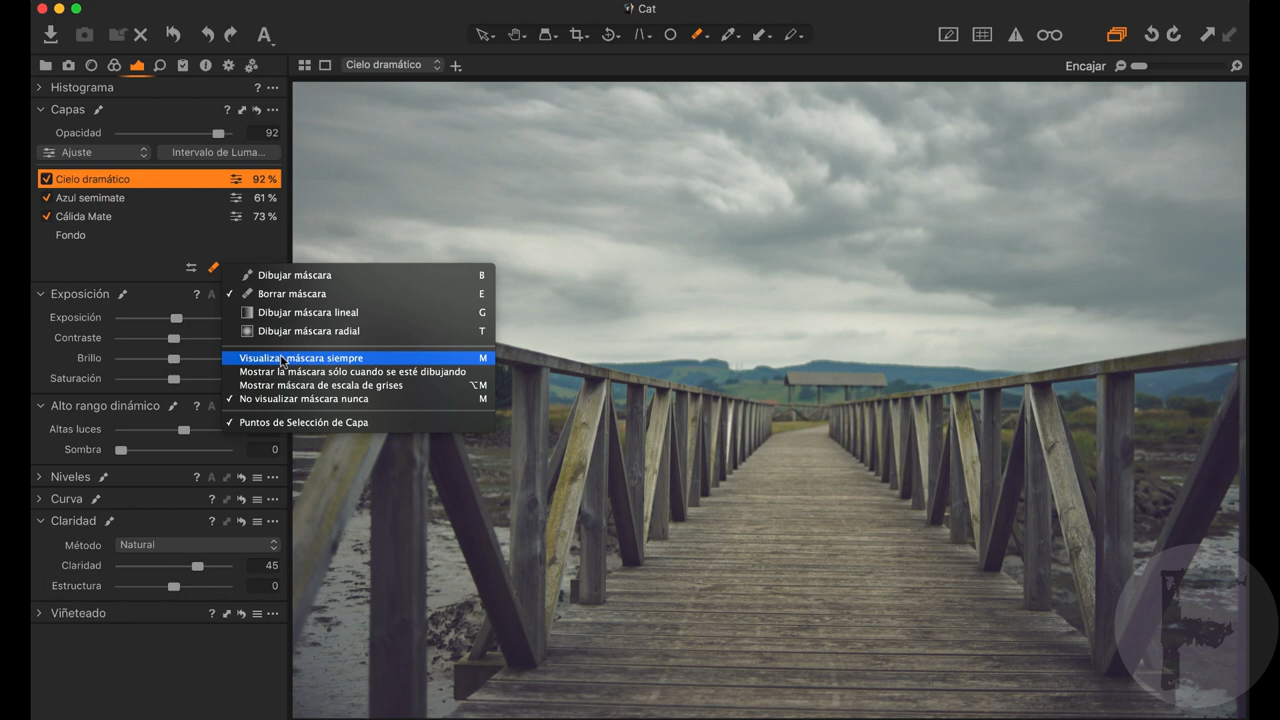 Cat
A
Cielo dramático
Encajar
Histograma ?
Capas ?
Opacidad 92
Ajuste Intervalo de Luma...
Cielo dramático 92 %
Azul semimate 61 %
Cálida Mate 73 %
Fondo
Dibujar máscara B
Borrar máscara E
Dibujar máscara lineal G
Dibujar máscara radial T
Visualizar máscara siempre M
Mostrar la máscara sólo cuando se esté dibujando
Mostrar máscara de escala de grises ⌥M
No visualizar máscara nunca M
Puntos de Selección de Capa
Exposición ? A
Exposición
Contraste
Brillo
Saturación
Alto rango dinámico ? A
Altas luces
Sombra 0
Niveles ? A
Curva ?
Claridad ?
Método Natural
Claridad 45
Estructura 0
Viñeteado ?